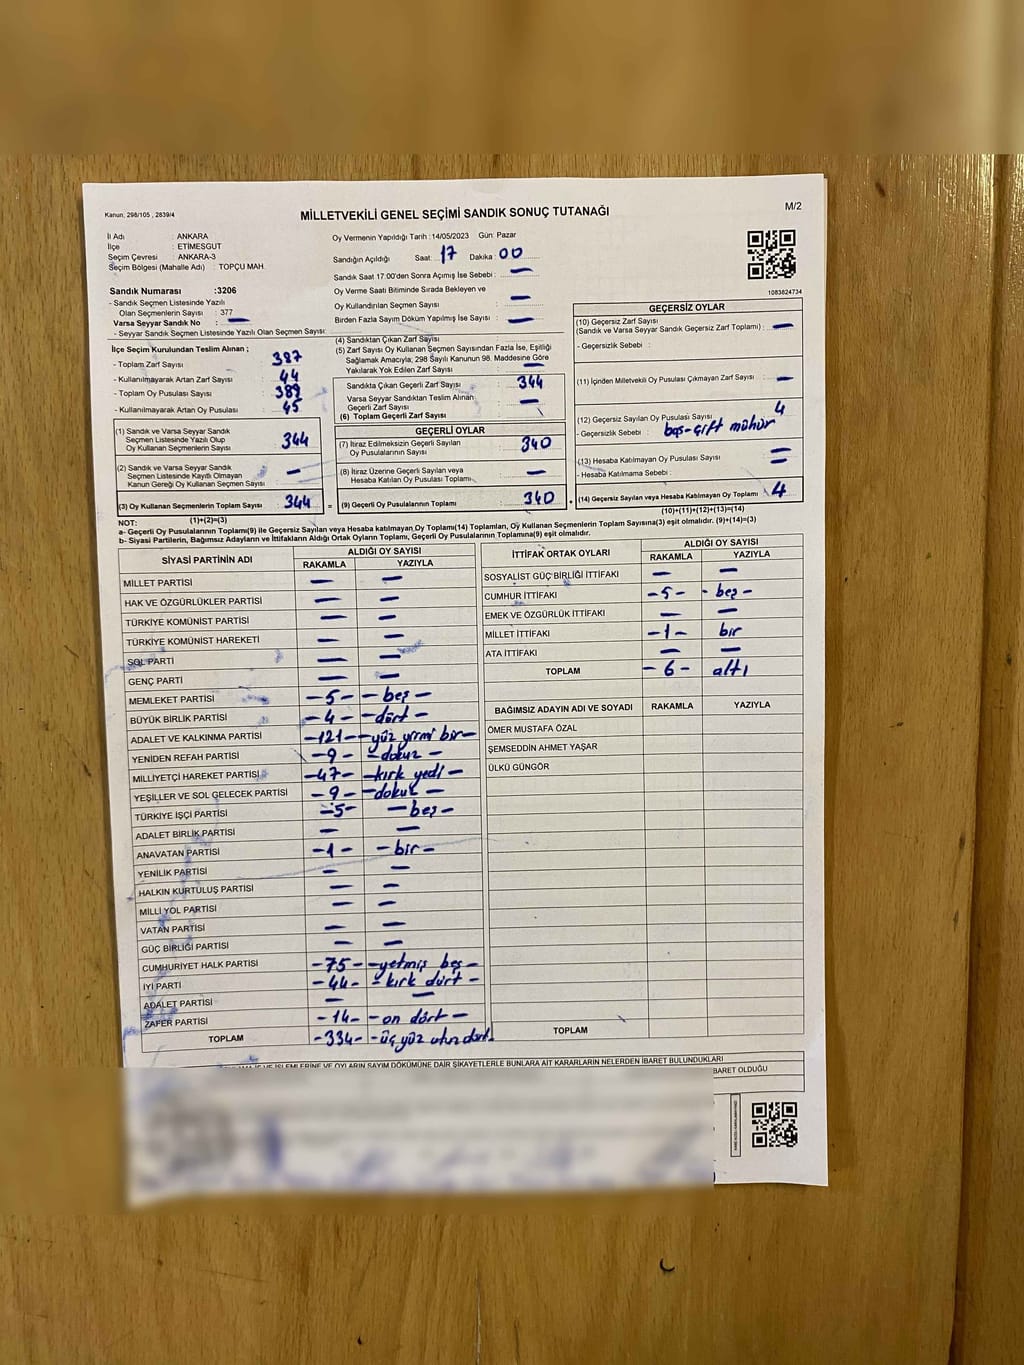 Kanun: 298/105 , 2839/4
MİLLETVEKİLİ GENEL SEÇİMİ SANDIK SONUÇ TUTANAĞI
M/2
İl Adı : ANKARA
İlçe : ETİMESGUT
Seçim Çevresi : ANKARA-3
Seçim Bölgesi (Mahalle Adı) : TOPÇU MAH.
Oy Vermenin Yapıldığı Tarih :14/05/2023 Gün: Pazar
Sandığın Açıldığı Saat: 17 Dakika : 00
Sandık Saat 17:00'den Sonra Açımış İse Sebebi : —
Oy Verme Saati Bitiminde Sırada Bekleyen ve
Oy Kullandırılan Seçmen Sayısı : —
Birden Fazla Sayım Döküm Yapılmış İse Sayısı : —
1083824734
Sandık Numarası :3206
- Sandık Seçmen Listesinde Yazılı
Olan Seçmenlerin Sayısı : 377
Varsa Seyyar Sandık No : —
- Seyyar Sandık Seçmen Listesinde Yazılı Olan Seçmen Sayısı:
İlçe Seçim Kurulundan Teslim Alınan ;
- Toplam Zarf Sayısı : 387
- Kullanılmayarak Artan Zarf Sayısı : 44
- Toplam Oy Pusulası Sayısı : 389
- Kullanılmayarak Artan Oy Pusulası : 45
(1) Sandık ve Varsa Seyyar Sandık
Seçmen Listesinde Yazılı Olup
Oy Kullanan Seçmenlerin Sayısı : 344
(2) Sandık ve Varsa Seyyar Sandık
Seçmen Listesinde Kayıtlı Olmayan
Kanun Gereği Oy Kullanan Seçmen Sayısı : —
(3) Oy Kullanan Seçmenlerin Toplam Sayısı : 344
(1)+(2)=(3)
(4) Sandıktan Çıkan Zarf Sayısı
(5) Zarf Sayısı Oy Kullanan Seçmen Sayısından Fazla İse, Eşitliği
Sağlamak Amacıyla; 298 Sayılı Kanunun 98. Maddesine Göre
Yakılarak Yok Edilen Zarf Sayısı : —
Sandıkta Çıkan Geçerli Zarf Sayısı : 344
Varsa Seyyar Sandıktan Teslim Alınan
Geçerli Zarf Sayısı : —
(6) Toplam Geçerli Zarf Sayısı :
GEÇERLİ OYLAR
(7) İtiraz Edilmeksizin Geçerli Sayılan
Oy Pusulalarının Toplamı : 340
(8) İtiraz Üzerine Geçerli Sayılan veya
Hesaba Katılan Oy Pusulası Toplamı : —
= (9) Geçerli Oy Pusulalarının Toplamı : 340
GEÇERSİZ OYLAR
(10) Geçersiz Zarf Sayısı
(Sandık ve Varsa Seyyar Sandık Geçersiz Zarf Toplamı) : —
- Geçersizlik Sebebi :
(11) İçinden Milletvekili Oy Pusulası Çıkmayan Zarf Sayısı : —
(12) Geçersiz Sayılan Oy Pusulası Sayısı : 4
- Geçersizlik Sebebi : boş-çift mühür
(13) Hesaba Katılmayan Oy Pusulası Sayısı : —
- Hesaba Katılmama Sebebi : —
(14) Geçersiz Sayılan veya Hesaba Katılmayan Oy Toplamı : 4
(10)+(11)+(12)+(13)=(14)
NOT:
a- Geçerli Oy Pusulalarının Toplamı(9) ile Geçersiz Sayılan veya Hesaba katılmayan Oy Toplamı(14) Toplamları, Oy Kullanan Seçmenlerin Toplam Sayısına(3) eşit olmalıdır. (9)+(14)=(3)
b- Siyasi Partilerin, Bağımsız Adayların ve İttifakların Aldığı Ortak Oyların Toplamı, Geçerli Oy Pusulalarının Toplamına(9) eşit olmalıdır.
SİYASİ PARTİNİN ADI ALDIĞI OY SAYISI
RAKAMLA YAZIYLA
MİLLET PARTİSİ — —
HAK VE ÖZGÜRLÜKLER PARTİSİ — —
TÜRKİYE KOMÜNİST PARTİSİ — —
TÜRKİYE KOMÜNİST HAREKETİ — —
SOL PARTİ — —
GENÇ PARTİ — —
MEMLEKET PARTİSİ -5- -beş-
BÜYÜK BİRLİK PARTİSİ -4- -dört-
ADALET VE KALKINMA PARTİSİ -121- -yüz yirmi bir-
YENİDEN REFAH PARTİSİ -9- -dokuz-
MİLLİYETÇİ HAREKET PARTİSİ -47- -kırk yedi-
YEŞİLLER VE SOL GELECEK PARTİSİ -9- -dokuz-
TÜRKİYE İŞÇİ PARTİSİ -5- -beş-
ADALET BİRLİK PARTİSİ — —
ANAVATAN PARTİSİ -1- -bir-
YENİLİK PARTİSİ — —
HALKIN KURTULUŞ PARTİSİ — —
MİLLİ YOL PARTİSİ — —
VATAN PARTİSİ — —
GÜÇ BİRLİĞİ PARTİSİ — —
CUMHURİYET HALK PARTİSİ -75- -yetmiş beş-
İYİ PARTİ -44- -kırk dört-
ADALET PARTİSİ — —
ZAFER PARTİSİ -14- -on dört-
TOPLAM -334- -üç yüz otuz dört
İTTİFAK ORTAK OYLARI ALDIĞI OY SAYISI
RAKAMLA YAZIYLA
SOSYALİST GÜÇ BİRLİĞİ İTTİFAKI — —
CUMHUR İTTİFAKI -5- -beş-
EMEK VE ÖZGÜRLÜK İTTİFAKI — —
MİLLET İTTİFAKI -1- bir
ATA İTTİFAKI — —
TOPLAM -6- altı
BAĞIMSIZ ADAYIN ADI VE SOYADI RAKAMLA YAZIYLA
ÖMER MUSTAFA ÖZAL
ŞEMSEDDİN AHMET YAŞAR
ÜLKÜ GÜNGÖR
TOPLAM
İŞLEMLERİNE VE OYLARIN SAYIM DÖKÜMÜNE DAİR ŞİKAYETLERLE BUNLARA AİT KARARLARIN NELERDEN İBARET BULUNDUKLARI
BARET OLDUĞU